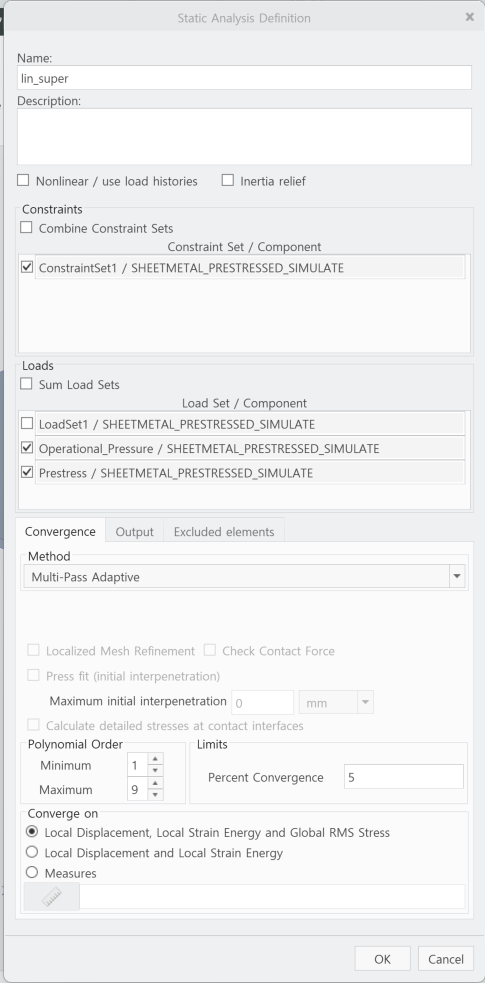 Static Analysis Definition
Name:
lin_super
Description:
Nonlinear / use load histories Inertia relief
Constraints
Combine Constraint Sets
Constraint Set / Component
ConstraintSet1 / SHEETMETAL_PRESTRESSED_SIMULATE
Loads
Sum Load Sets
Load Set / Component
LoadSet1 / SHEETMETAL_PRESTRESSED_SIMULATE
Operational_Pressure / SHEETMETAL_PRESTRESSED_SIMULATE
Prestress / SHEETMETAL_PRESTRESSED_SIMULATE
Convergence Output Excluded elements
Method
Multi-Pass Adaptive
Localized Mesh Refinement Check Contact Force
Press fit (initial interpenetration)
Maximum initial interpenetration 0 mm
Calculate detailed stresses at contact interfaces
Polynomial Order Limits
Minimum 1
Percent Convergence 5
Maximum 9
Converge on
Local Displacement, Local Strain Energy and Global RMS Stress
Local Displacement and Local Strain Energy
Measures
OK Cancel